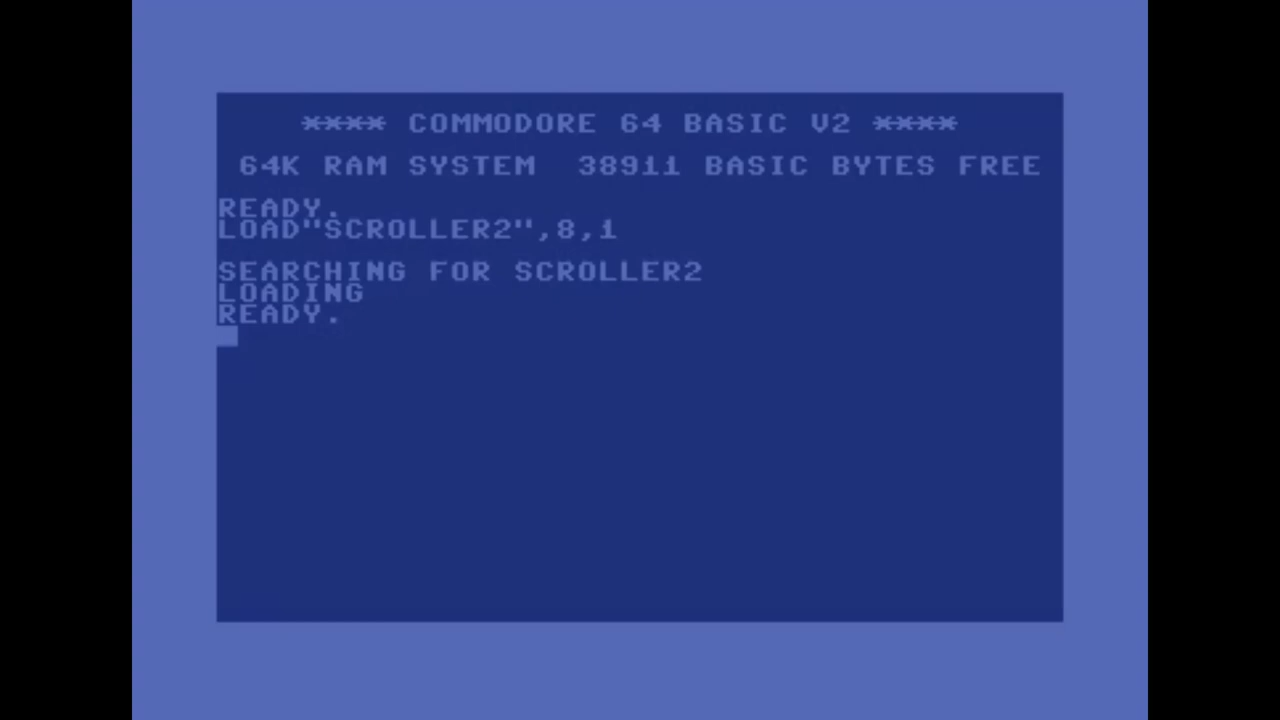 **** COMMODORE 64 BASIC V2 ****
64K RAM SYSTEM  38911 BASIC BYTES FREE
READY.
LOAD"SCROLLER2",8,1
SEARCHING FOR SCROLLER2
LOADING
READY.